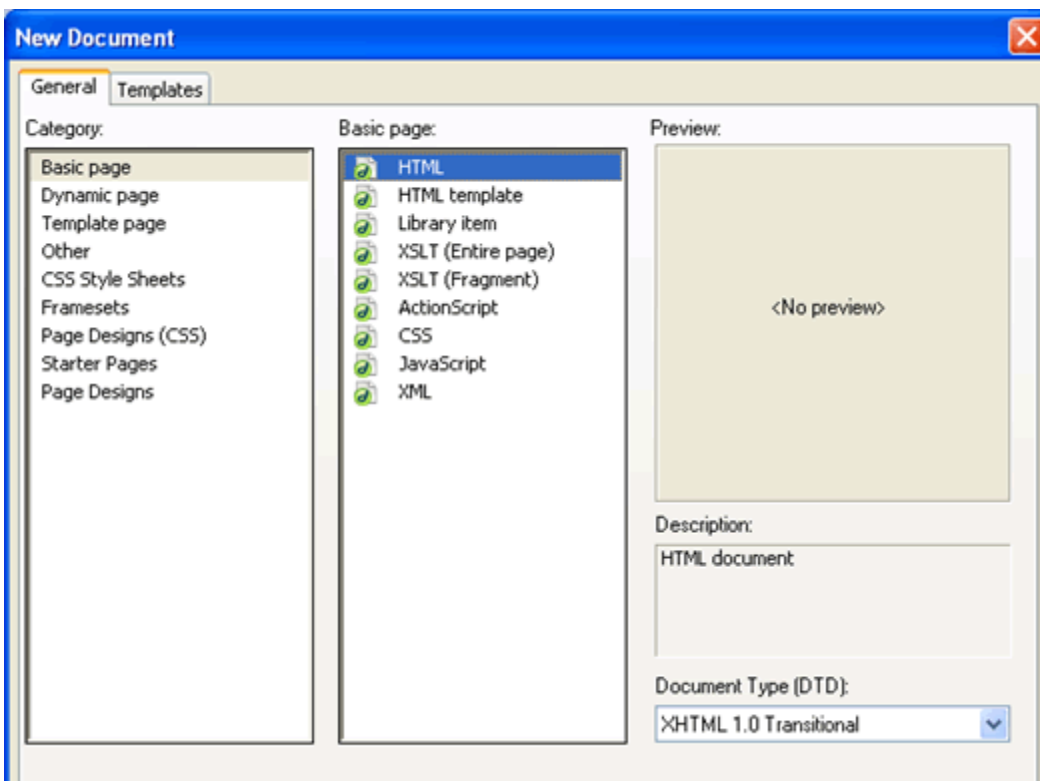 New Document
General
Templates
Category:
Basic page
Dynamic page
Template page
Other
CSS Style Sheets
Framesets
Page Designs (CSS)
Starter Pages
Page Designs
Basic page:
HTML
HTML template
Library item
XSLT (Entire page)
XSLT (Fragment)
ActionScript
CSS
JavaScript
XML
Preview:
<No preview>
Description:
HTML document
Document Type (DTD):
XHTML 1.0 Transitional